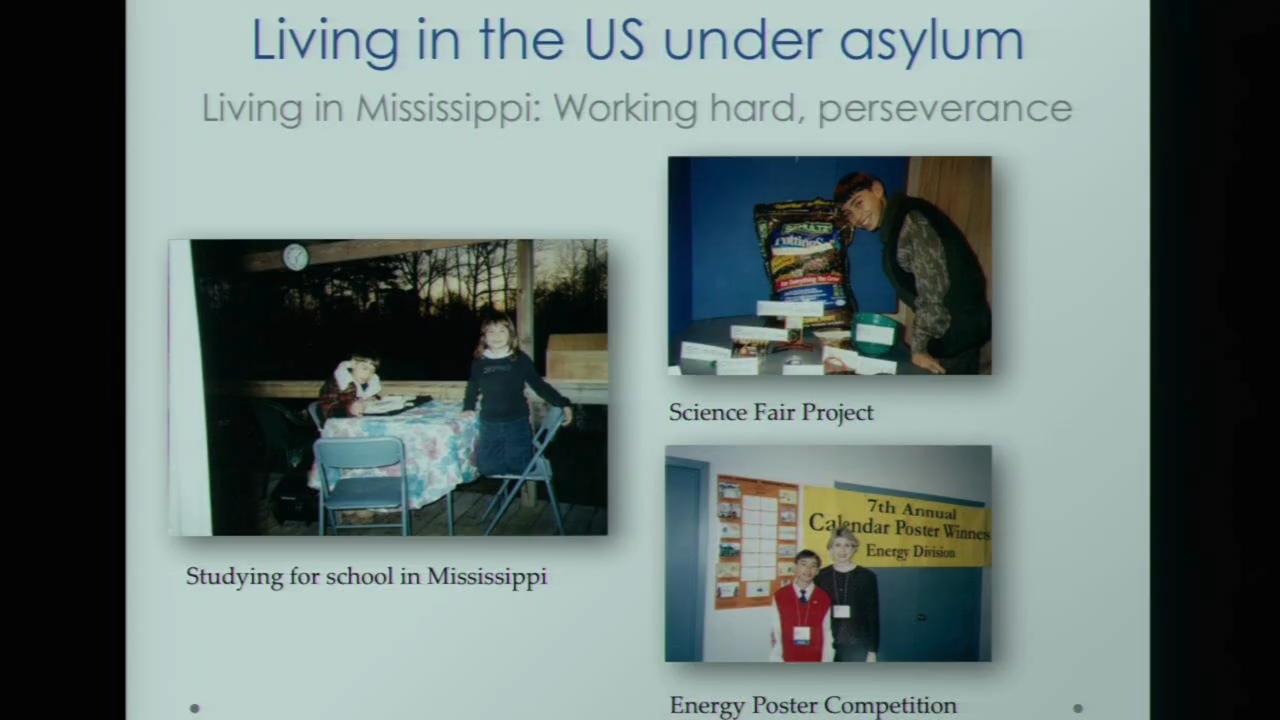 Living in the US under asylum
Living in Mississippi: Working hard, perseverance
Studying for school in Mississippi
Science Fair Project
7th Annual
Calendar Poster Winne
Energy Division
Energy Poster Competition